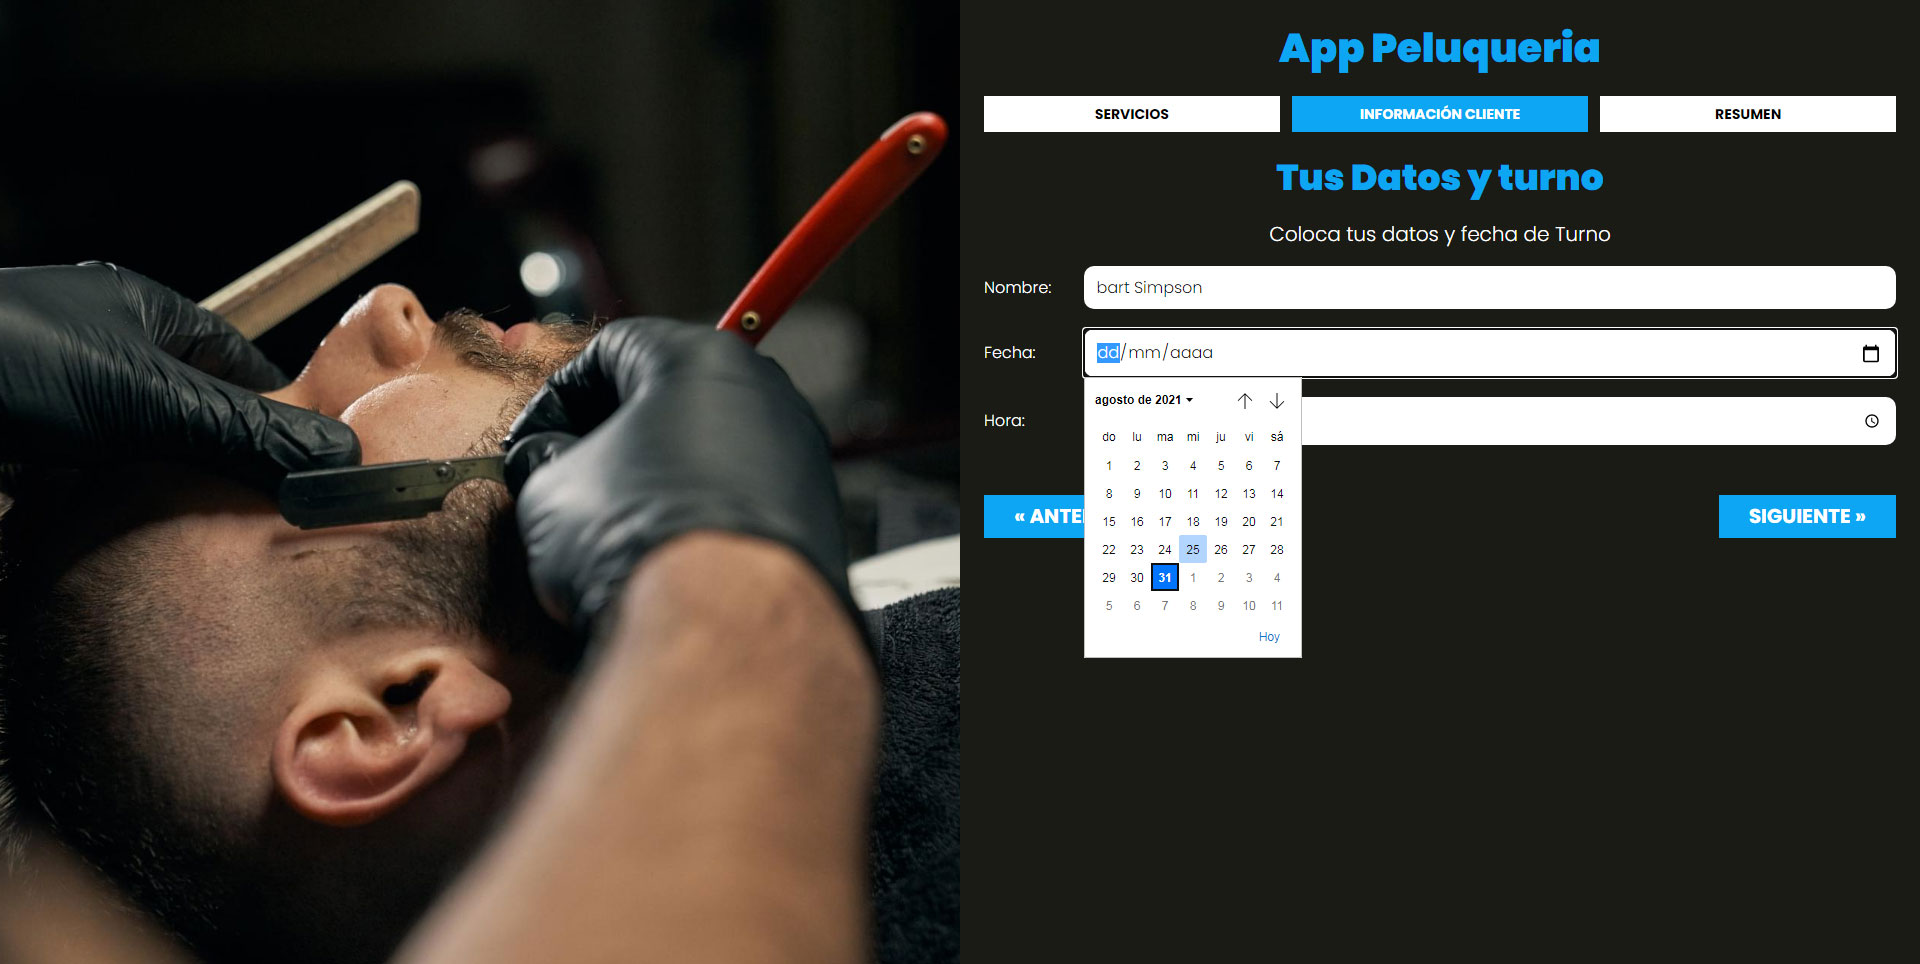 App Peluqueria
SERVICIOS
INFORMACIÓN CLIENTE
RESUMEN
Tus Datos y turno
Coloca tus datos y fecha de Turno
Nombre: bart Simpson
Fecha: dd/mm/aaaa
Hora:
agosto de 2021
do lu ma mi ju vi sá
1 2 3 4 5 6 7
8 9 10 11 12 13 14
15 16 17 18 19 20 21
22 23 24 25 26 27 28
29 30 31 1 2 3 4
5 6 7 8 9 10 11
Hoy
« ANTE
SIGUIENTE »